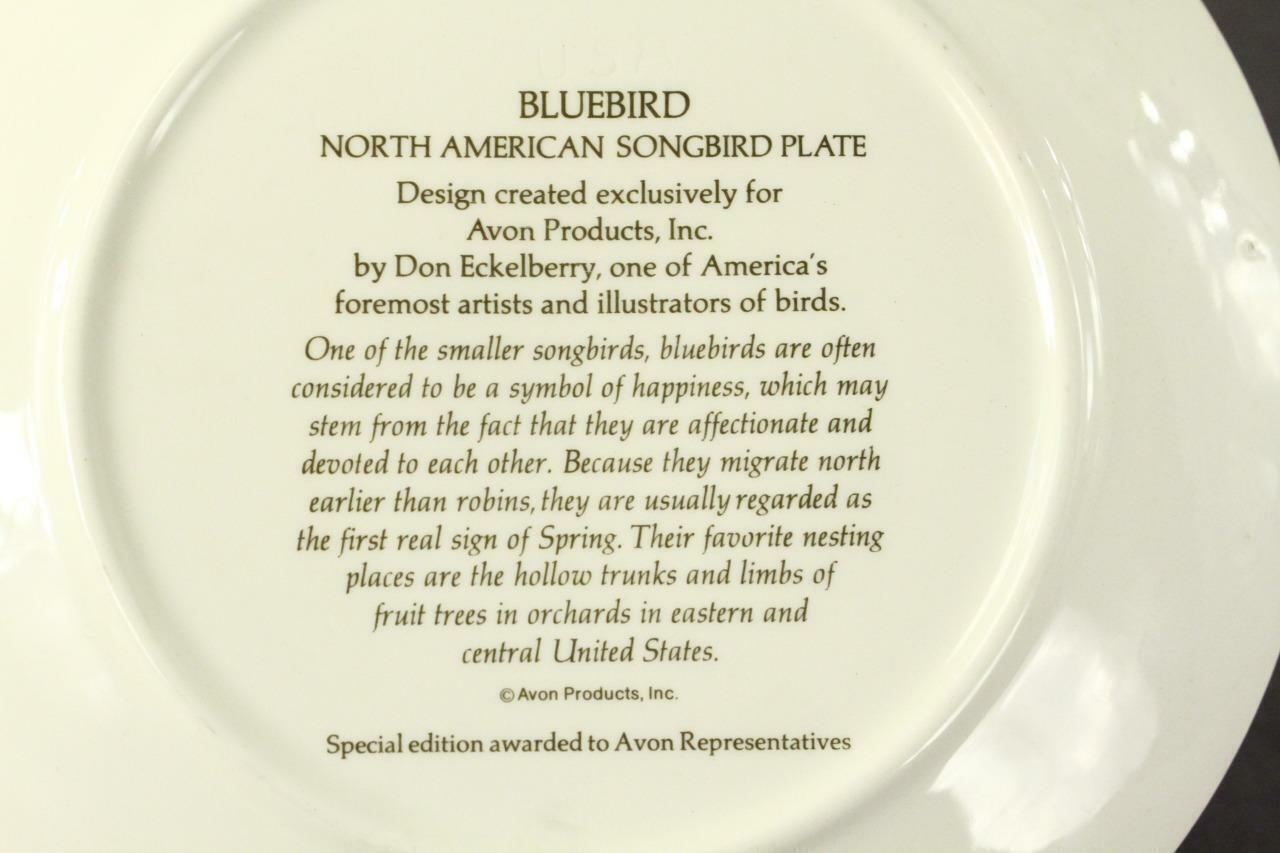 BLUEBIRD
NORTH AMERICAN SONGBIRD PLATE
Design created exclusively for
Avon Products, Inc.
by Don Eckelberry, one of America's
foremost artists and illustrators of birds.
One of the smaller songbirds, bluebirds are often
considered to be a symbol of happiness, which may
stem from the fact that they are affectionate and
devoted to each other. Because they migrate north
earlier than robins, they are usually regarded as
the first real sign of Spring. Their favorite nesting
places are the hollow trunks and limbs of
fruit trees in orchards in eastern and
central United States.
© Avon Products, Inc.
Special edition awarded to Avon Representatives